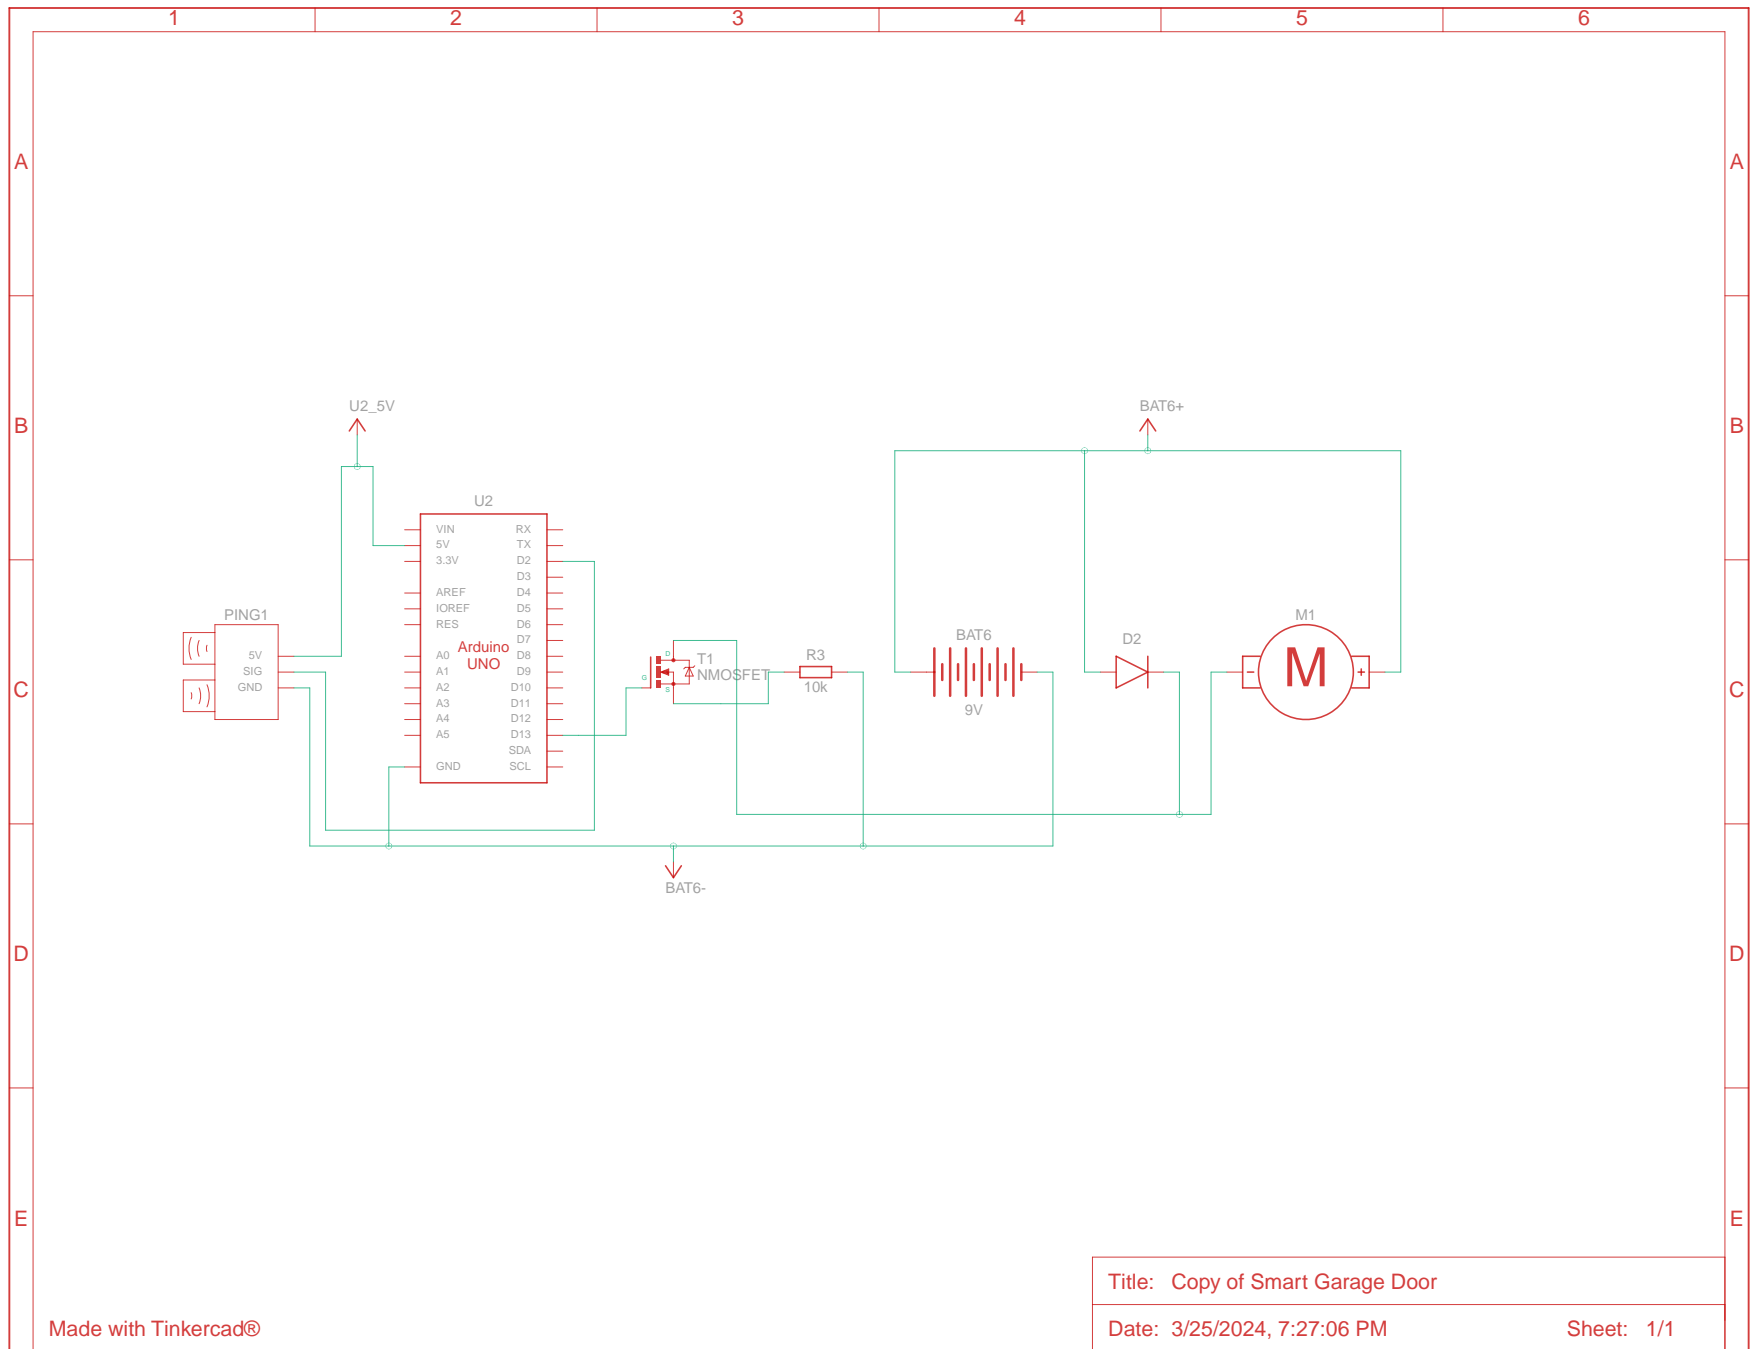 1 2 3 4 5 6
A A
U2_5V BAT6+
B B
U2
VIN RX
5V TX
3.3V D2
D3
AREF D4
IOREF D5
RES D6
D7
Arduino
UNO
A0 D8
A1 D9
A2 D10
A3 D11
A4 D12
A5 D13
SDA
GND SCL
PING1
5V
SIG
GND
D
G
S
T1
NMOSFET
R3
10k
BAT6
9V
D2
M1
- M +
C C
BAT6-
D D
E E
Title: Copy of Smart Garage Door
Made with Tinkercad®
Date: 3/25/2024, 7:27:06 PM Sheet: 1/1